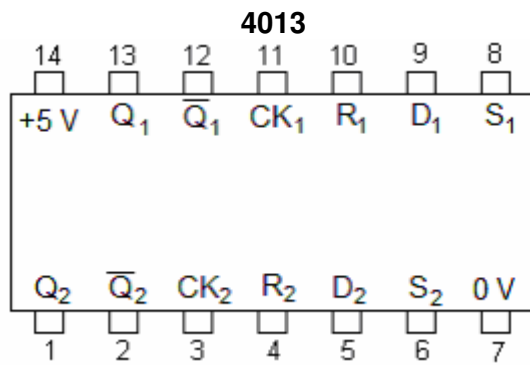 4013
14 13 12 11 10 9 8
+5 V Q₁ Q̅₁ CK₁ R₁ D₁ S₁
Q₂ Q̅₂ CK₂ R₂ D₂ S₂ 0 V
1 2 3 4 5 6 7